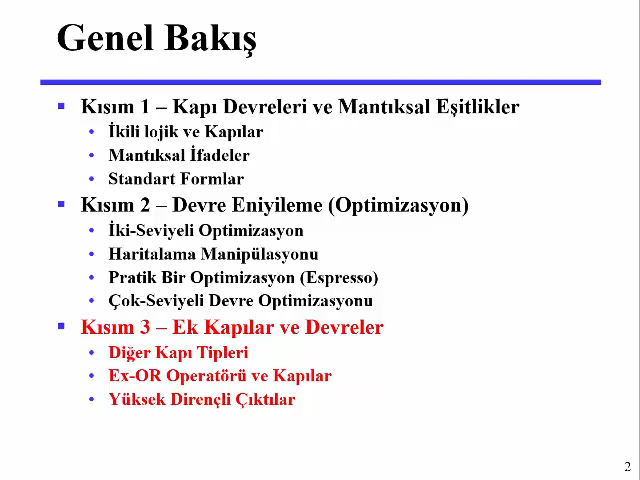 Genel Bakış
Kısım 1 – Kapı Devreleri ve Mantıksal Eşitlikler
İkili lojik ve Kapılar
Mantıksal İfadeler
Standart Formlar
Kısım 2 – Devre Eniyileme (Optimizasyon)
İki-Seviyeli Optimizasyon
Haritalama Manipülasyonu
Pratik Bir Optimizasyon (Espresso)
Çok-Seviyeli Devre Optimizasyonu
Kısım 3 – Ek Kapılar ve Devreler
Diğer Kapı Tipleri
Ex-OR Operatörü ve Kapılar
Yüksek Dirençli Çıktılar
2